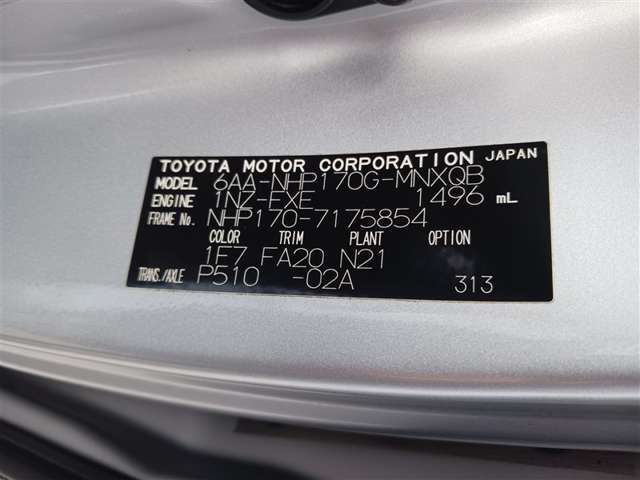 TOYOTA MOTOR CORPORATION JAPAN
MODEL 6AA-NHP170G-MNXQB
ENGINE 1NZ-EXE 1496 mL
FRAME No. NHP170-7175854
COLOR TRIM PLANT OPTION
1F7 FA20 N21
TRANS./AXLE P510 -02A 313